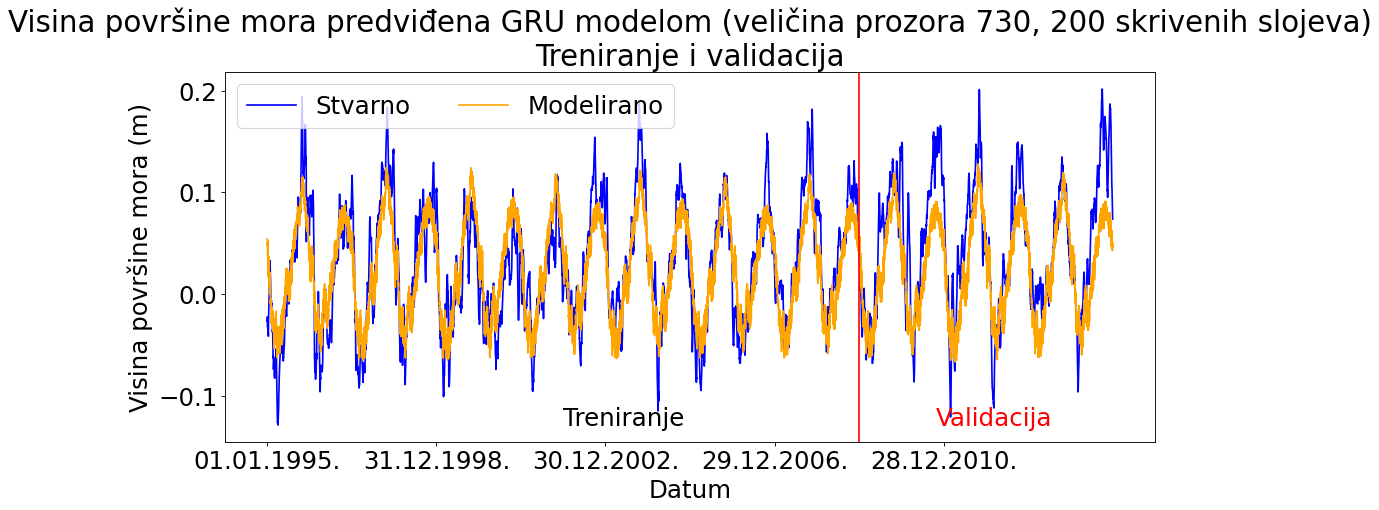 Visina površine mora predviđena GRU modelom (veličina prozora 730, 200 skrivenih slojeva)
Treniranje i validacija
Stvarno
Modelirano
Visina površine mora (m)
0.2
0.1
0.0
−0.1
Treniranje
Validacija
01.01.1995.
31.12.1998.
30.12.2002.
29.12.2006.
28.12.2010.
Datum